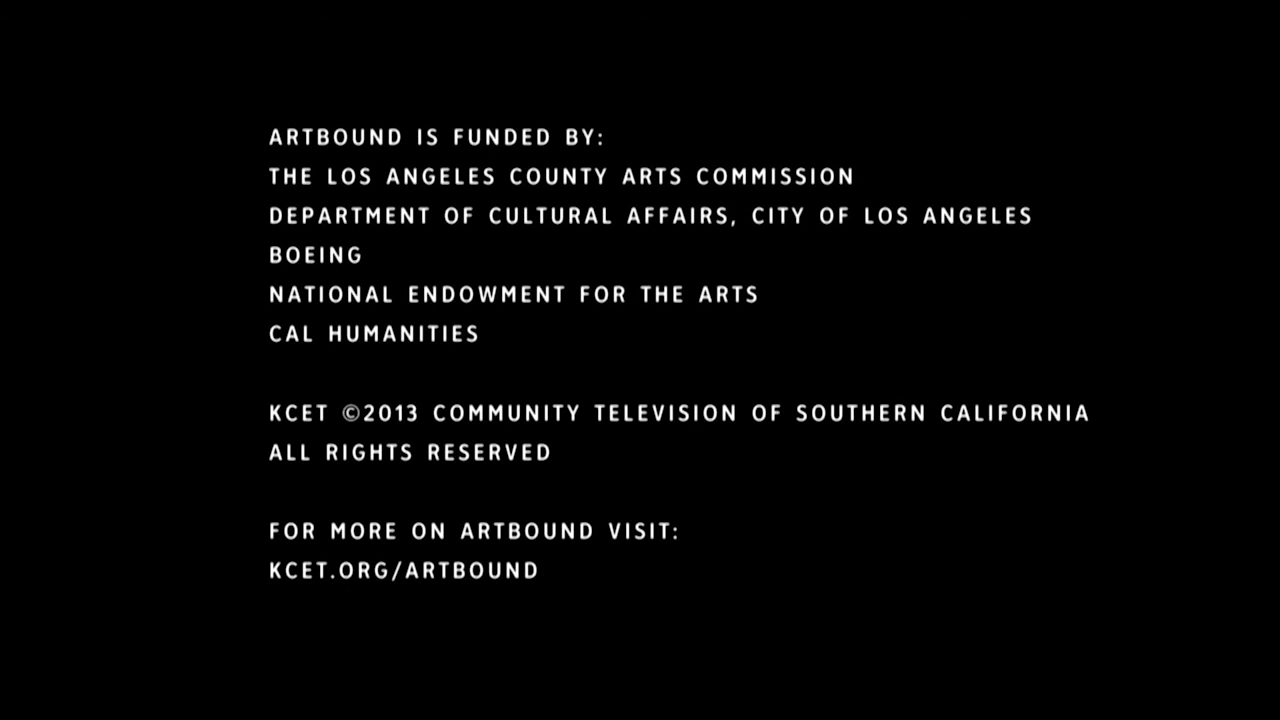 ARTBOUND IS FUNDED BY:
THE LOS ANGELES COUNTY ARTS COMMISSION
DEPARTMENT OF CULTURAL AFFAIRS, CITY OF LOS ANGELES
BOEING
NATIONAL ENDOWMENT FOR THE ARTS
CAL HUMANITIES
KCET ©2013 COMMUNITY TELEVISION OF SOUTHERN CALIFORNIA
ALL RIGHTS RESERVED
FOR MORE ON ARTBOUND VISIT:
KCET.ORG/ARTBOUND